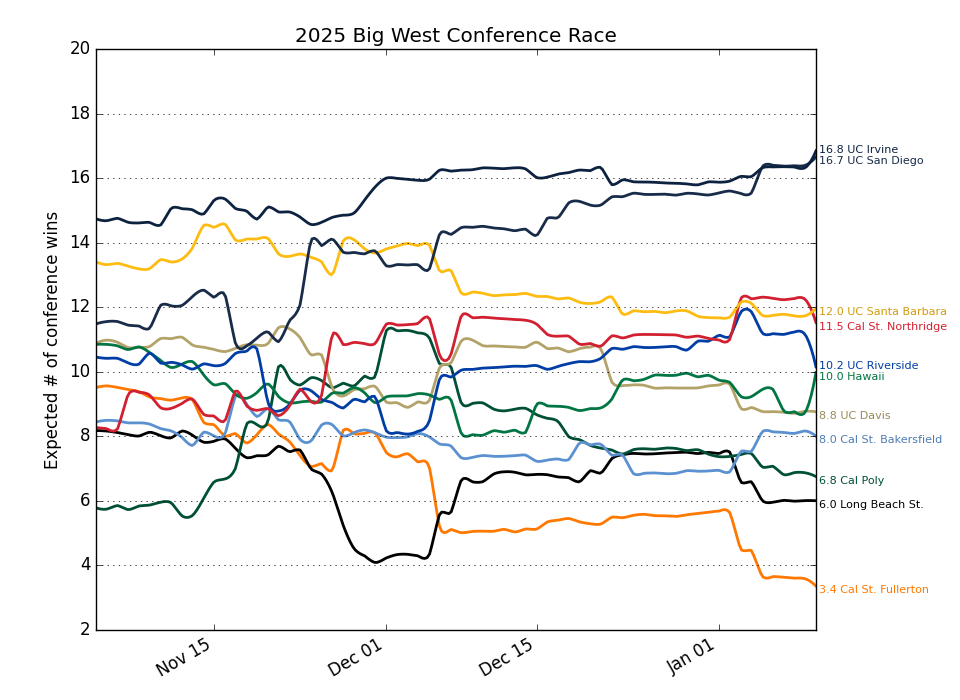 2025 Big West Conference Race
Expected # of conference wins
20
18
16
14
12
10
8
6
4
2
Nov 15
Dec 01
Dec 15
Jan 01
16.8 UC Irvine
16.7 UC San Diego
12.0 UC Santa Barbara
11.5 Cal St. Northridge
10.2 UC Riverside
10.0 Hawaii
8.8 UC Davis
8.0 Cal St. Bakersfield
6.8 Cal Poly
6.0 Long Beach St.
3.4 Cal St. Fullerton